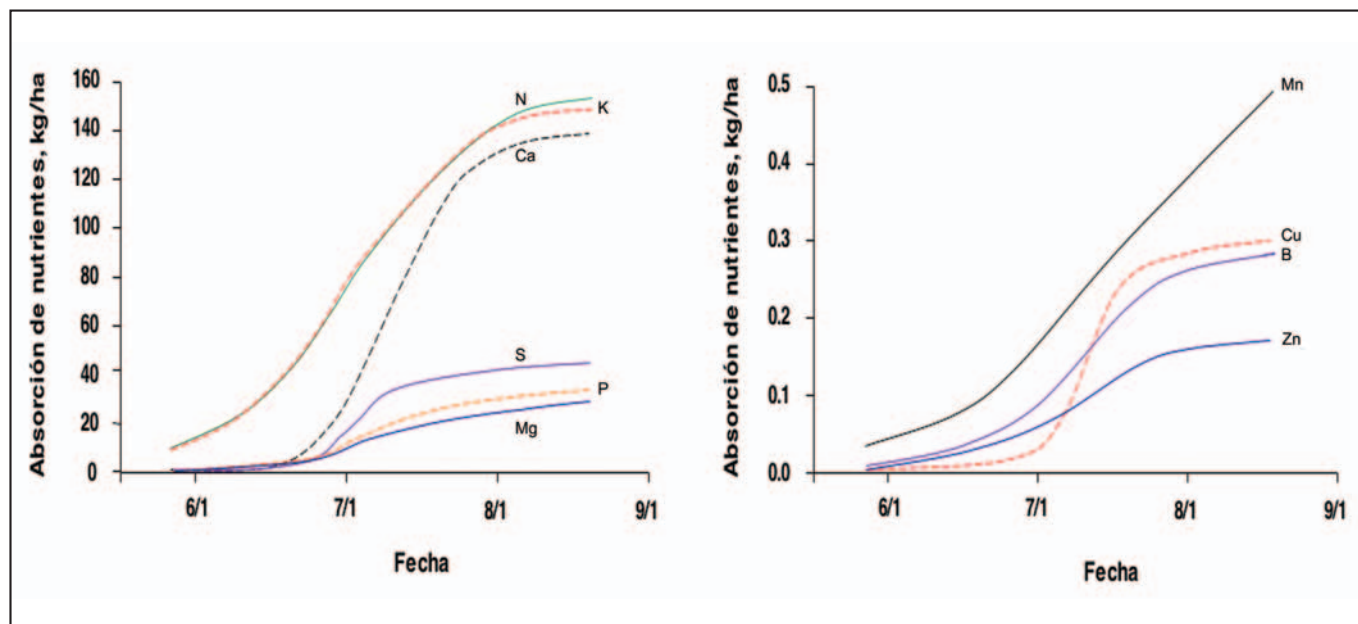 Absorción de nutrientes, kg/ha
160
140
120
100
80
60
40
20
0
N
K
Ca
S
P
Mg
6/1
7/1
8/1
9/1
Fecha
Absorción de nutrientes, kg/ha
0.5
0.4
0.3
0.2
0.1
0.0
Mn
Cu
B
Zn
6/1
7/1
8/1
9/1
Fecha